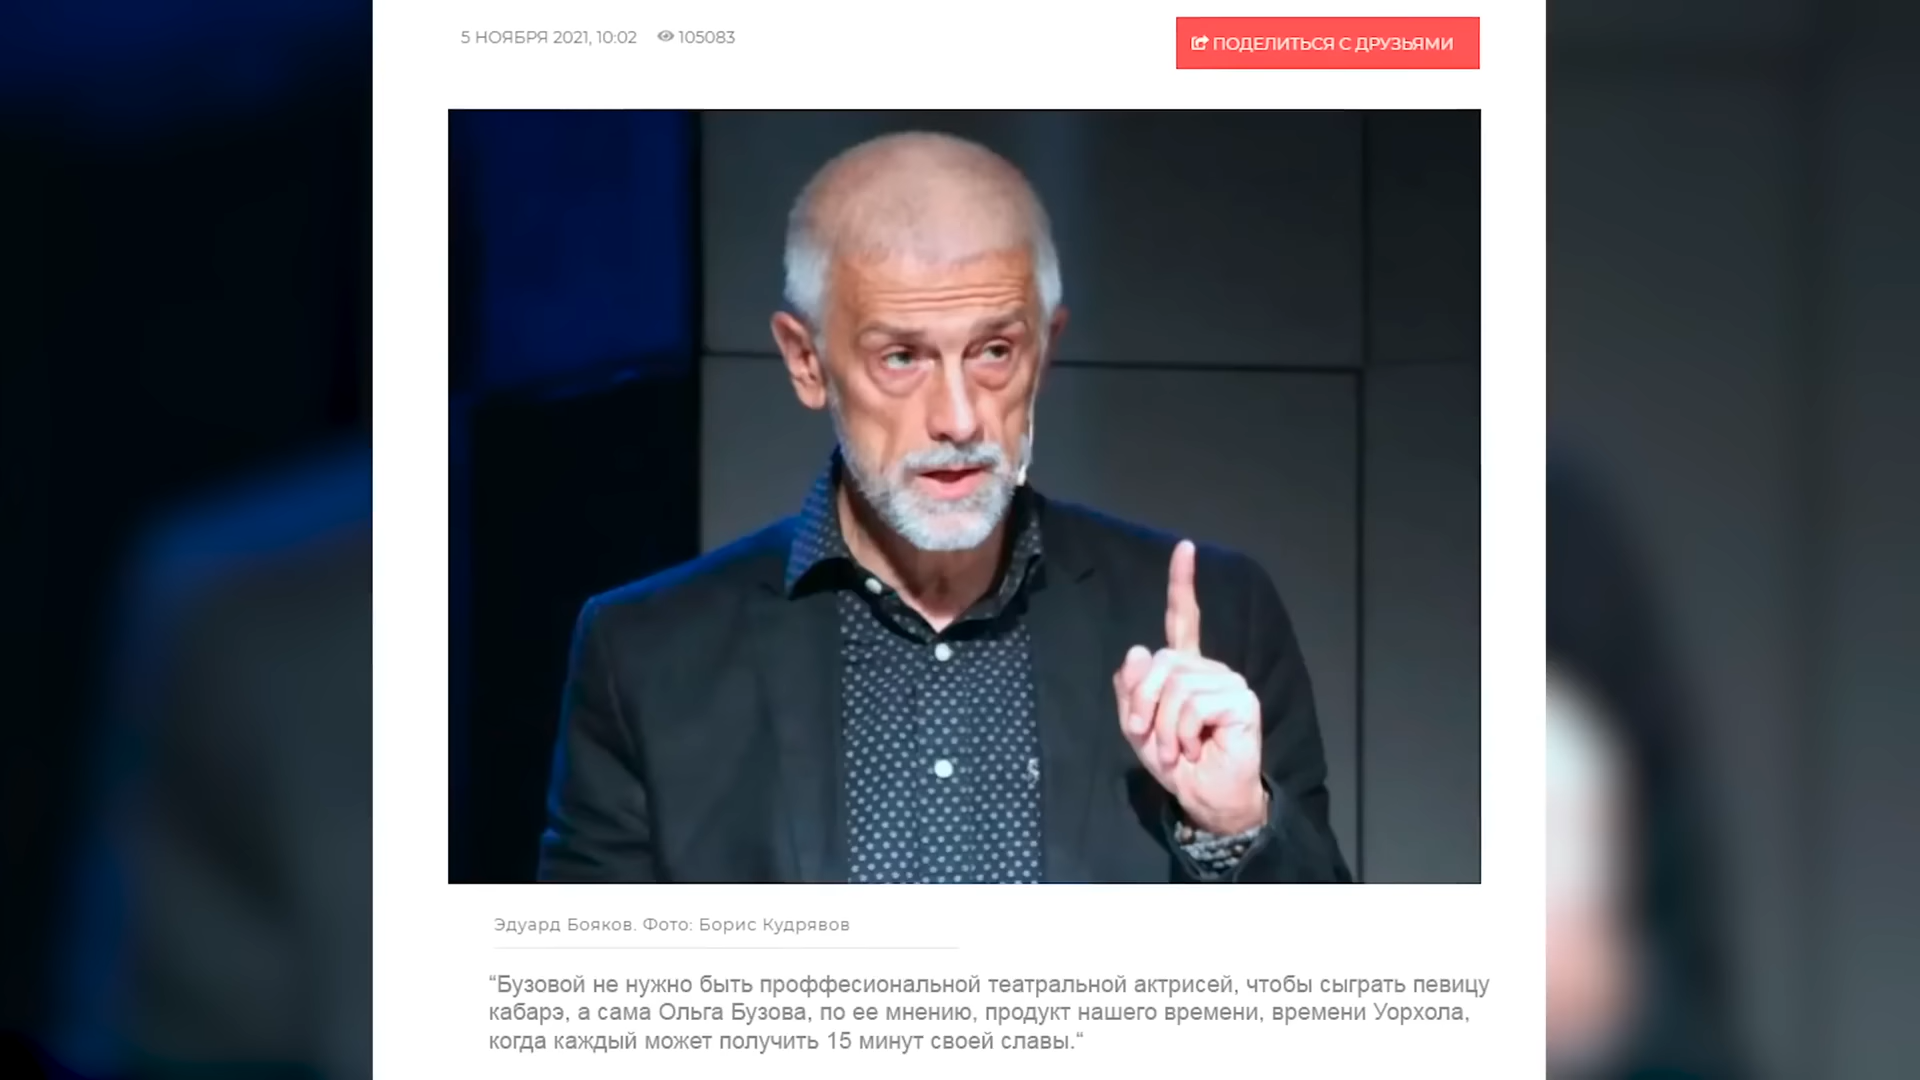 5 НОЯБРЯ 2021, 10:02 105083
ПОДЕЛИТЬСЯ С ДРУЗЬЯМИ
Эдуард Бояков. Фото: Борис Кудрявов
“Бузовой не нужно быть проффесиональной театральной актрисей, чтобы сыграть певицу
кабарэ, а сама Ольга Бузова, по ее мнению, продукт нашего времени, времени Уорхола,
когда каждый может получить 15 минут своей славы.“